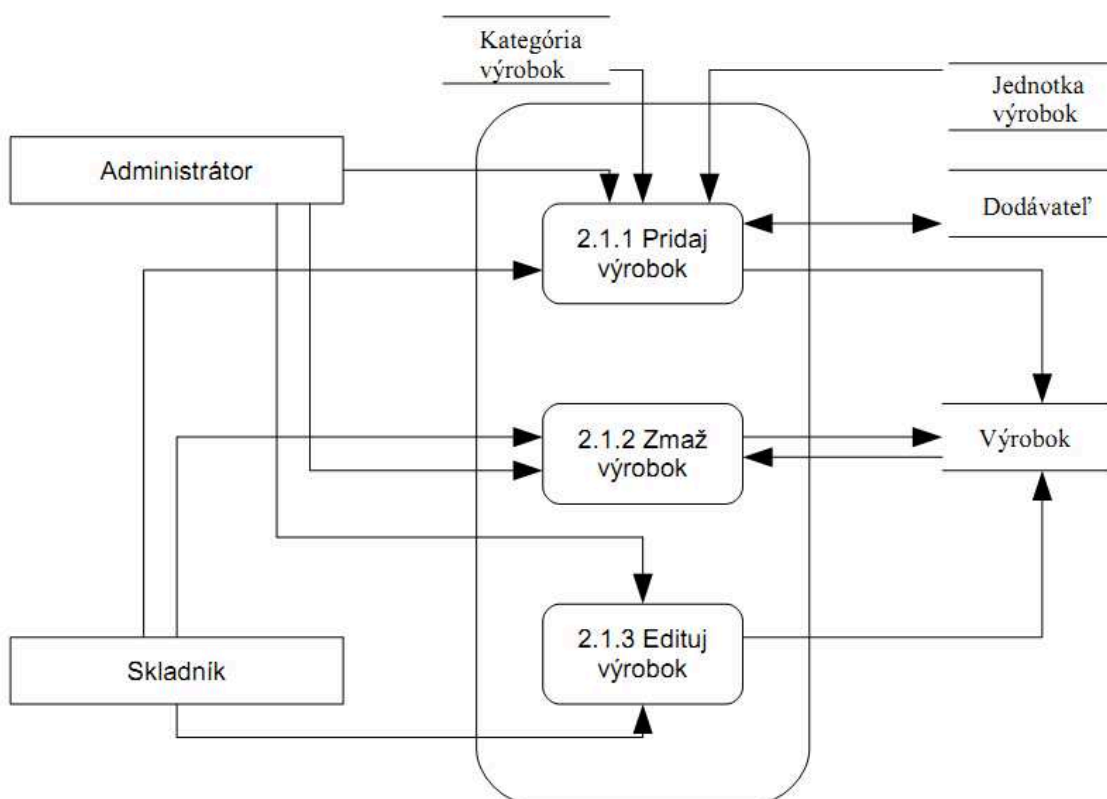 Kategória
výrobok
Jednotka
výrobok
Administrátor
Dodávateľ
2.1.1 Pridaj
výrobok
2.1.2 Zmaž
výrobok
Výrobok
2.1.3 Edituj
výrobok
Skladník